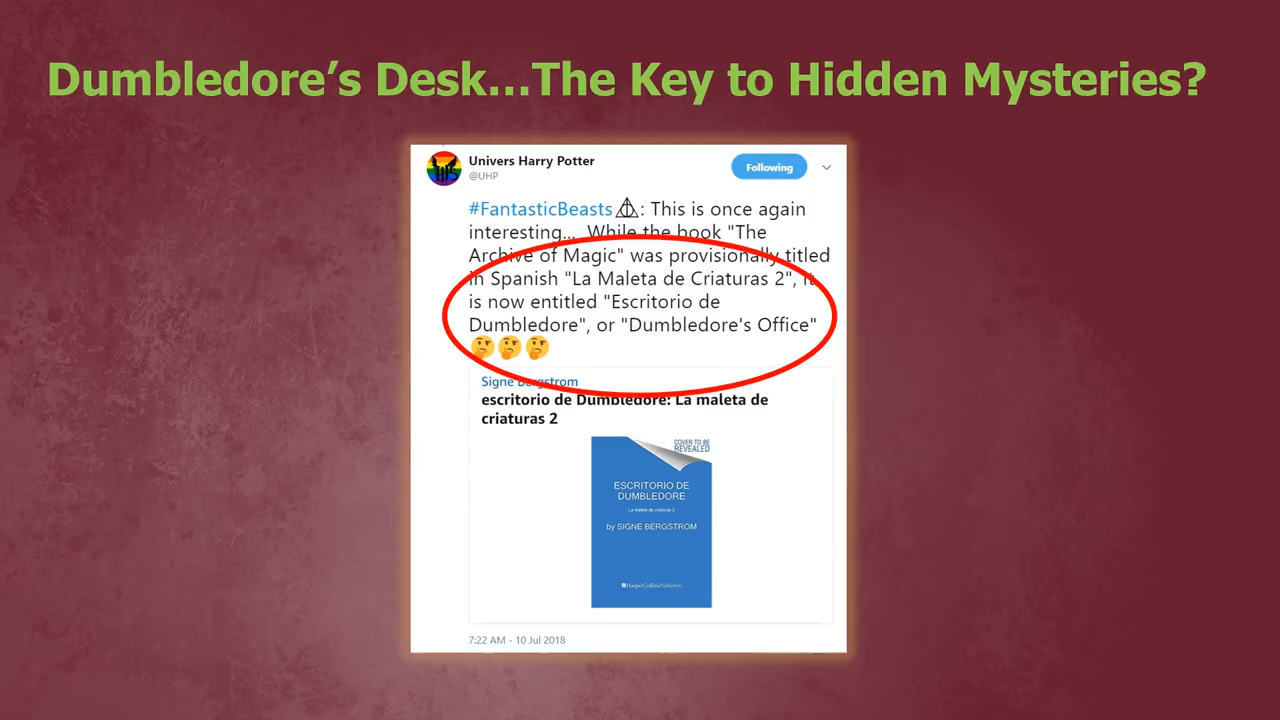 Dumbledore’s Desk...The Key to Hidden Mysteries?
Univers Harry Potter
@UHP
Following
#FantasticBeasts: This is once again
interesting... While the book "The
Archive of Magic" was provisionally titled
in Spanish "La Maleta de Criaturas 2", it
is now entitled "Escritorio de
Dumbledore", or "Dumbledore's Office"
🤔🤔🤔
Signe Bergstrom
escritorio de Dumbledore: La maleta de
criaturas 2
COVER TO BE
REVEALED
ESCRITORIO DE
DUMBLEDORE
La maleta de criaturas 2
by SIGNE BERGSTROM
HarperCollinsPublishers
7:22 AM - 10 Jul 2018